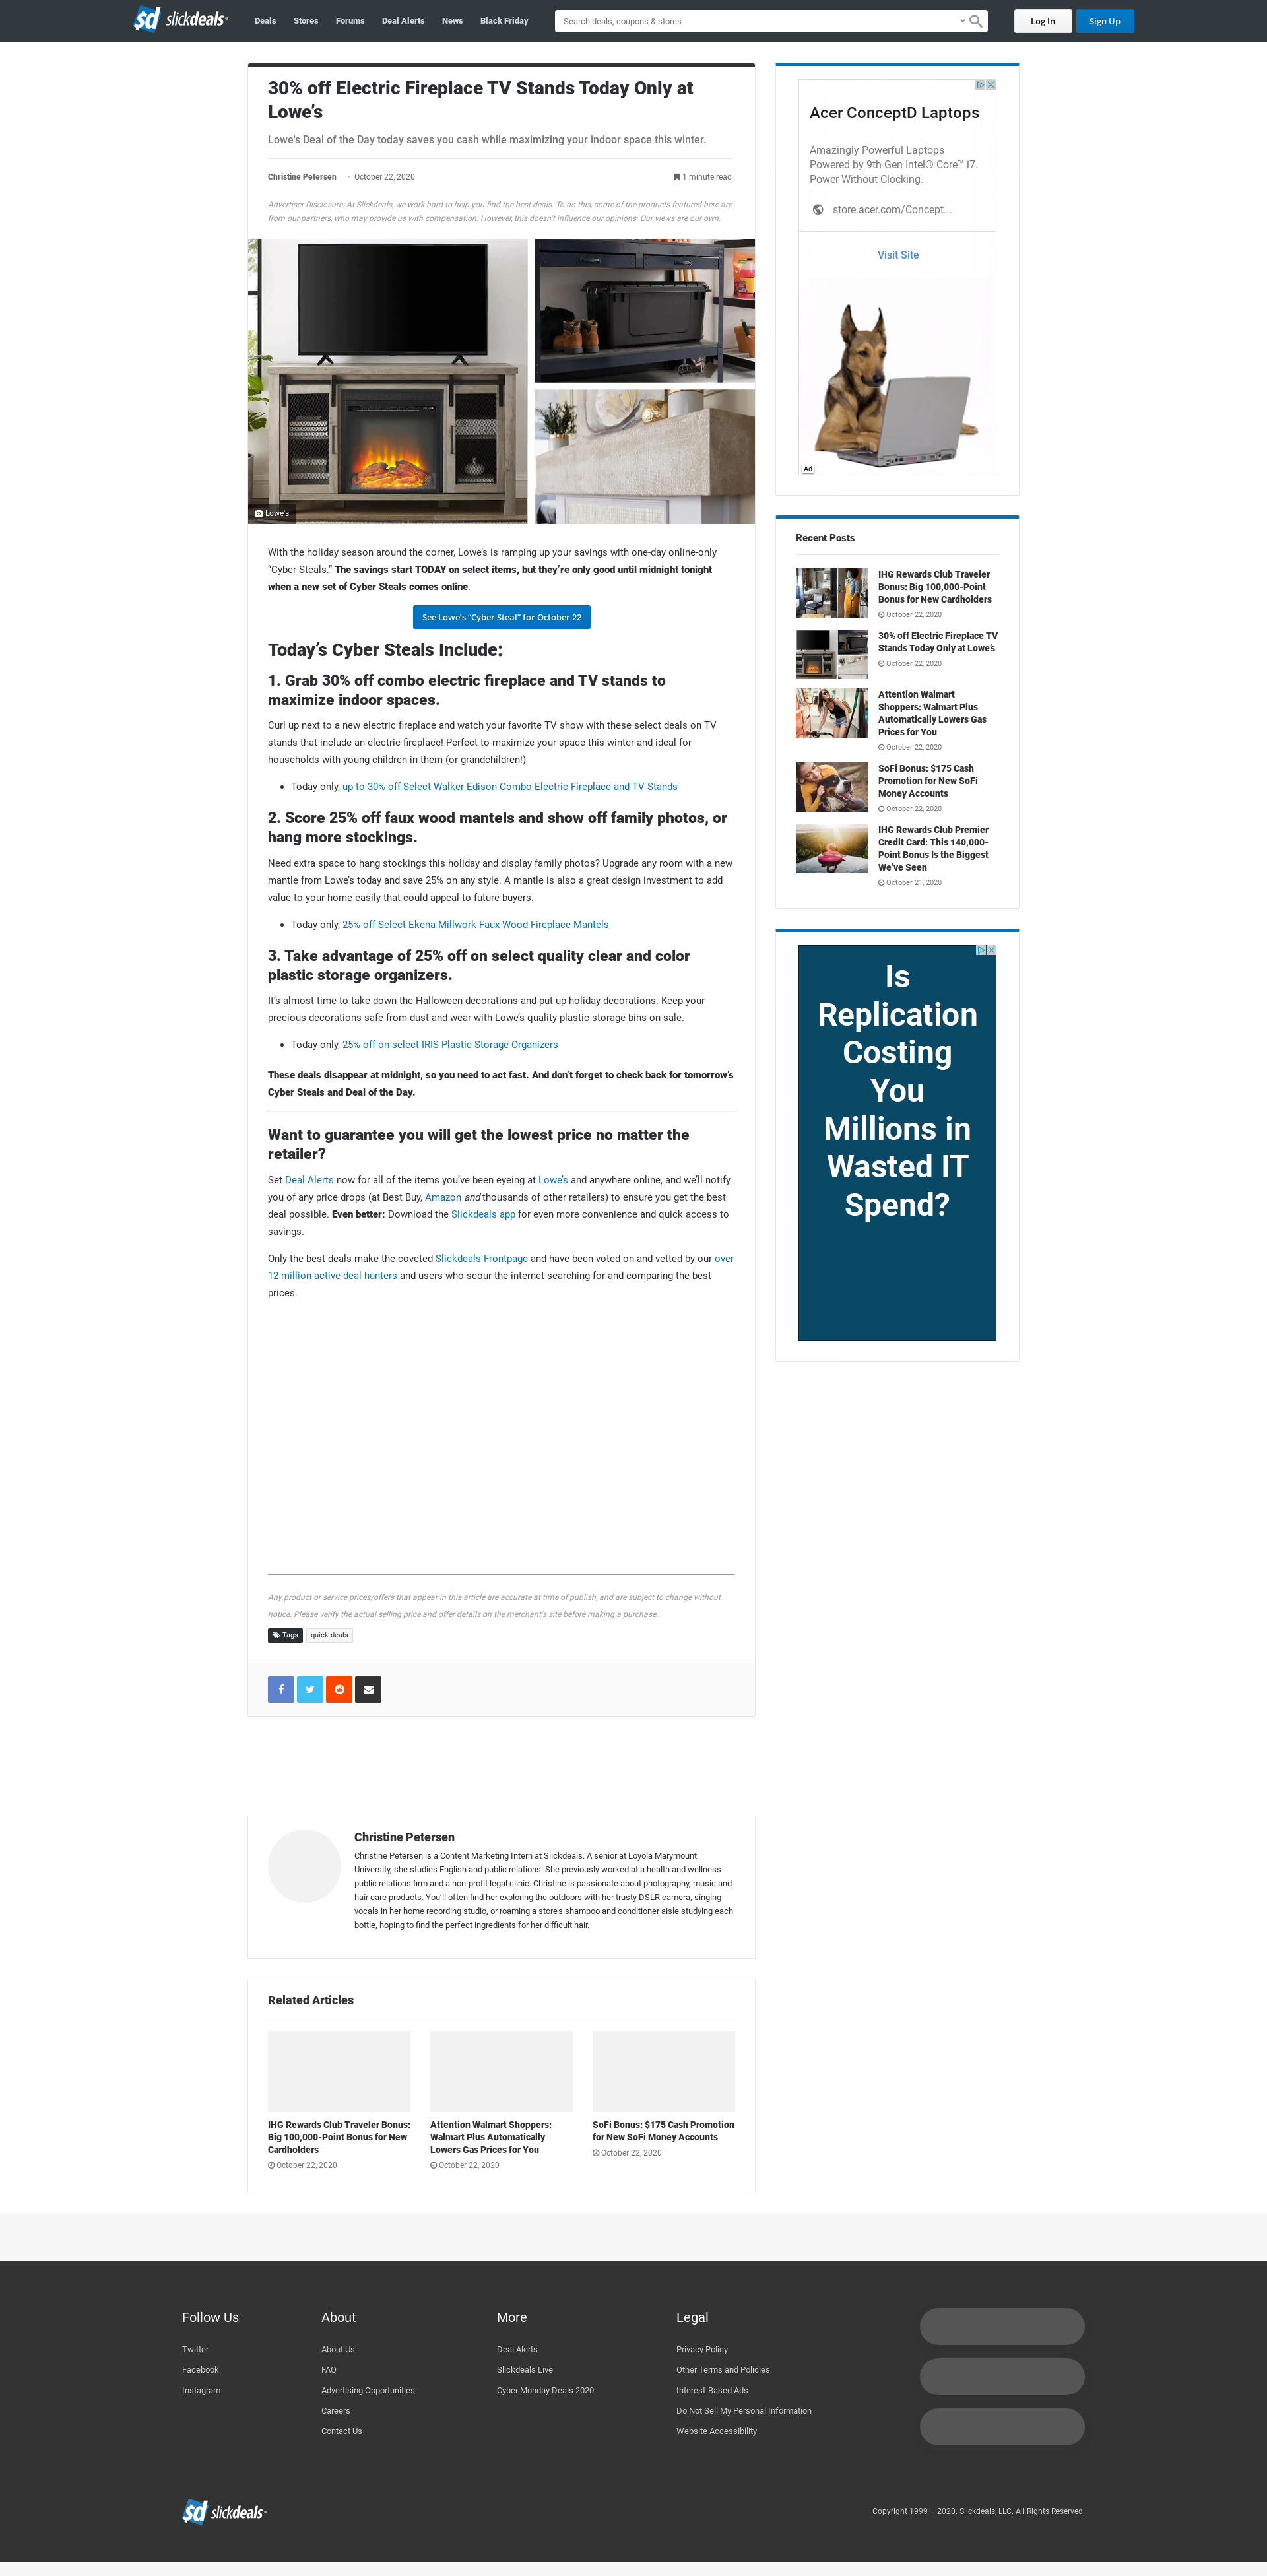 slickdeals
Deals
Stores
Forums
Deal Alerts
News
Black Friday
Search deals, coupons & stores
Log In
Sign Up
30% off Electric Fireplace TV Stands Today Only at
Lowe’s
Lowe's Deal of the Day today saves you cash while maximizing your indoor space this winter.
Christine Petersen
October 22, 2020
1 minute read
Advertiser Disclosure: At Slickdeals, we work hard to help you find the best deals. To do this, some of the products featured here are
from our partners, who may provide us with compensation. However, this doesn’t influence our opinions. Our views are our own.
Lowe's
With the holiday season around the corner, Lowe’s is ramping up your savings with one-day online-only
“Cyber Steals.” The savings start TODAY on select items, but they’re only good until midnight tonight
when a new set of Cyber Steals comes online.
See Lowe’s “Cyber Steal” for October 22
Today’s Cyber Steals Include:
1. Grab 30% off combo electric fireplace and TV stands to
maximize indoor spaces.
Curl up next to a new electric fireplace and watch your favorite TV show with these select deals on TV
stands that include an electric fireplace! Perfect to maximize your space this winter and ideal for
households with young children in them (or grandchildren!)
• Today only, up to 30% off Select Walker Edison Combo Electric Fireplace and TV Stands
2. Score 25% off faux wood mantels and show off family photos, or
hang more stockings.
Need extra space to hang stockings this holiday and display family photos? Upgrade any room with a new
mantle from Lowe’s today and save 25% on any style. A mantle is also a great design investment to add
value to your home easily that could appeal to future buyers.
• Today only, 25% off Select Ekena Millwork Faux Wood Fireplace Mantels
3. Take advantage of 25% off on select quality clear and color
plastic storage organizers.
It’s almost time to take down the Halloween decorations and put up holiday decorations. Keep your
precious decorations safe from dust and wear with Lowe’s quality plastic storage bins on sale.
• Today only, 25% off on select IRIS Plastic Storage Organizers
These deals disappear at midnight, so you need to act fast. And don’t forget to check back for tomorrow’s
Cyber Steals and Deal of the Day.
Want to guarantee you will get the lowest price no matter the
retailer?
Set Deal Alerts now for all of the items you’ve been eyeing at Lowe’s and anywhere online, and we’ll notify
you of any price drops (at Best Buy, Amazon and thousands of other retailers) to ensure you get the best
deal possible. Even better: Download the Slickdeals app for even more convenience and quick access to
savings.
Only the best deals make the coveted Slickdeals Frontpage and have been voted on and vetted by our over
12 million active deal hunters and users who scour the internet searching for and comparing the best
prices.
Any product or service prices/offers that appear in this article are accurate at time of publish, and are subject to change without
notice. Please verify the actual selling price and offer details on the merchant's site before making a purchase.
Tags
quick-deals
Christine Petersen
Christine Petersen is a Content Marketing Intern at Slickdeals. A senior at Loyola Marymount
University, she studies English and public relations. She previously worked at a health and wellness
public relations firm and a non-profit legal clinic. Christine is passionate about photography, music and
hair care products. You’ll often find her exploring the outdoors with her trusty DSLR camera, singing
vocals in her home recording studio, or roaming a store’s shampoo and conditioner aisle studying each
bottle, hoping to find the perfect ingredients for her difficult hair.
Related Articles
IHG Rewards Club Traveler Bonus:
Big 100,000-Point Bonus for New
Cardholders
October 22, 2020
Attention Walmart Shoppers:
Walmart Plus Automatically
Lowers Gas Prices for You
October 22, 2020
SoFi Bonus: $175 Cash Promotion
for New SoFi Money Accounts
October 22, 2020
Acer ConceptD Laptops
Amazingly Powerful Laptops
Powered by 9th Gen Intel® Core™ i7.
Power Without Clocking.
store.acer.com/Concept...
Visit Site
Ad
Recent Posts
IHG Rewards Club Traveler
Bonus: Big 100,000-Point
Bonus for New Cardholders
October 22, 2020
30% off Electric Fireplace TV
Stands Today Only at Lowe’s
October 22, 2020
Attention Walmart
Shoppers: Walmart Plus
Automatically Lowers Gas
Prices for You
October 22, 2020
SoFi Bonus: $175 Cash
Promotion for New SoFi
Money Accounts
October 22, 2020
IHG Rewards Club Premier
Credit Card: This 140,000-
Point Bonus Is the Biggest
We’ve Seen
October 21, 2020
Is
Replication
Costing
You
Millions in
Wasted IT
Spend?
Follow Us
Twitter
Facebook
Instagram
About
About Us
FAQ
Advertising Opportunities
Careers
Contact Us
More
Deal Alerts
Slickdeals Live
Cyber Monday Deals 2020
Legal
Privacy Policy
Other Terms and Policies
Interest-Based Ads
Do Not Sell My Personal Information
Website Accessibility
slickdeals
Copyright 1999 – 2020. Slickdeals, LLC. All Rights Reserved.